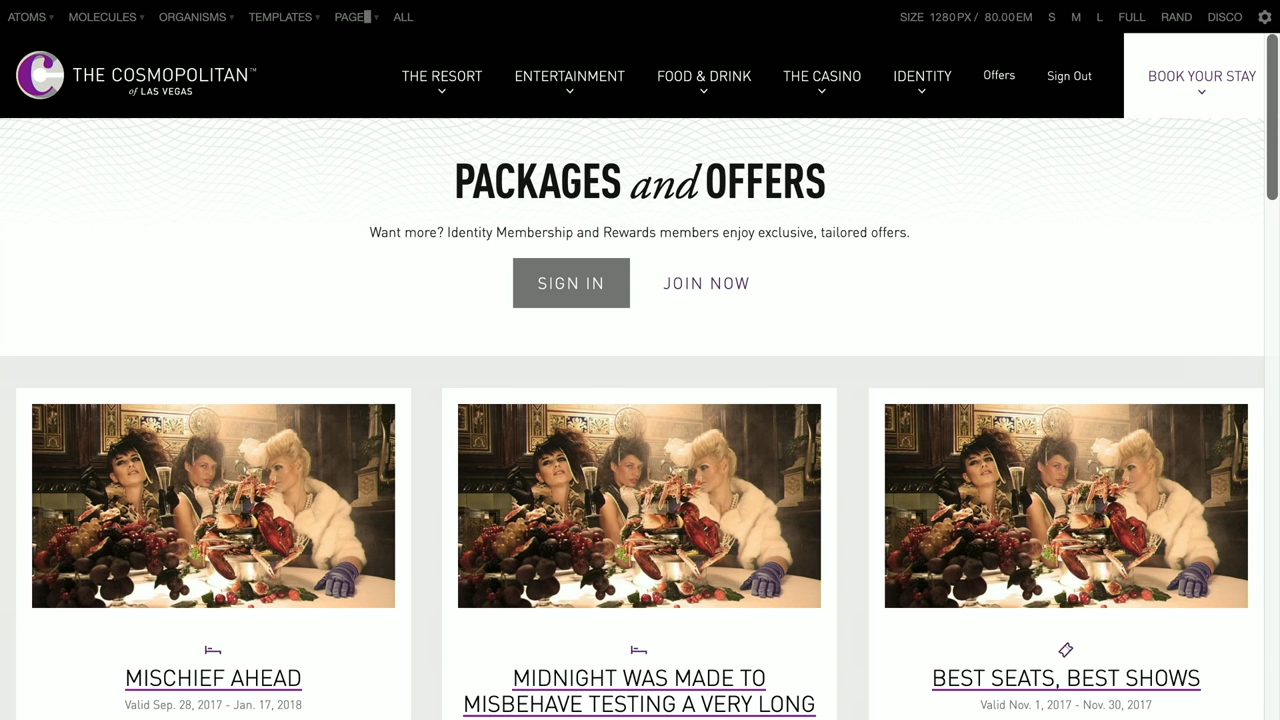 ATOMS MOLECULES ORGANISMS TEMPLATES PAGES ALL SIZE 1280PX / 80.00EM S M L FULL RAND DISCO
THE COSMOPOLITAN™
of LAS VEGAS
THE RESORT ENTERTAINMENT FOOD & DRINK THE CASINO IDENTITY Offers Sign Out BOOK YOUR STAY
PACKAGES and OFFERS
Want more? Identity Membership and Rewards members enjoy exclusive, tailored offers.
SIGN IN JOIN NOW
MISCHIEF AHEAD
Valid Sep. 28, 2017 - Jan. 17, 2018
MIDNIGHT WAS MADE TO
MISBEHAVE TESTING A VERY LONG
BEST SEATS, BEST SHOWS
Valid Nov. 1, 2017 - Nov. 30, 2017